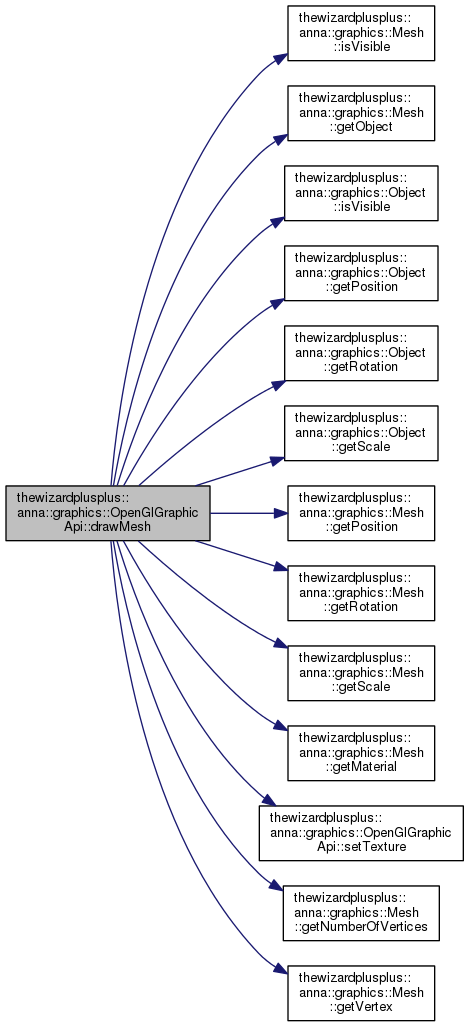 thewizardplusplus::
anna::graphics::Mesh
::isVisible
thewizardplusplus::
anna::graphics::Mesh
::getObject
thewizardplusplus::
anna::graphics::Object
::isVisible
thewizardplusplus::
anna::graphics::Object
::getPosition
thewizardplusplus::
anna::graphics::Object
::getRotation
thewizardplusplus::
anna::graphics::Object
::getScale
thewizardplusplus::
anna::graphics::OpenGlGraphic
Api::drawMesh
thewizardplusplus::
anna::graphics::Mesh
::getPosition
thewizardplusplus::
anna::graphics::Mesh
::getRotation
thewizardplusplus::
anna::graphics::Mesh
::getScale
thewizardplusplus::
anna::graphics::Mesh
::getMaterial
thewizardplusplus::
anna::graphics::OpenGlGraphic
Api::setTexture
thewizardplusplus::
anna::graphics::Mesh
::getNumberOfVertices
thewizardplusplus::
anna::graphics::Mesh
::getVertex